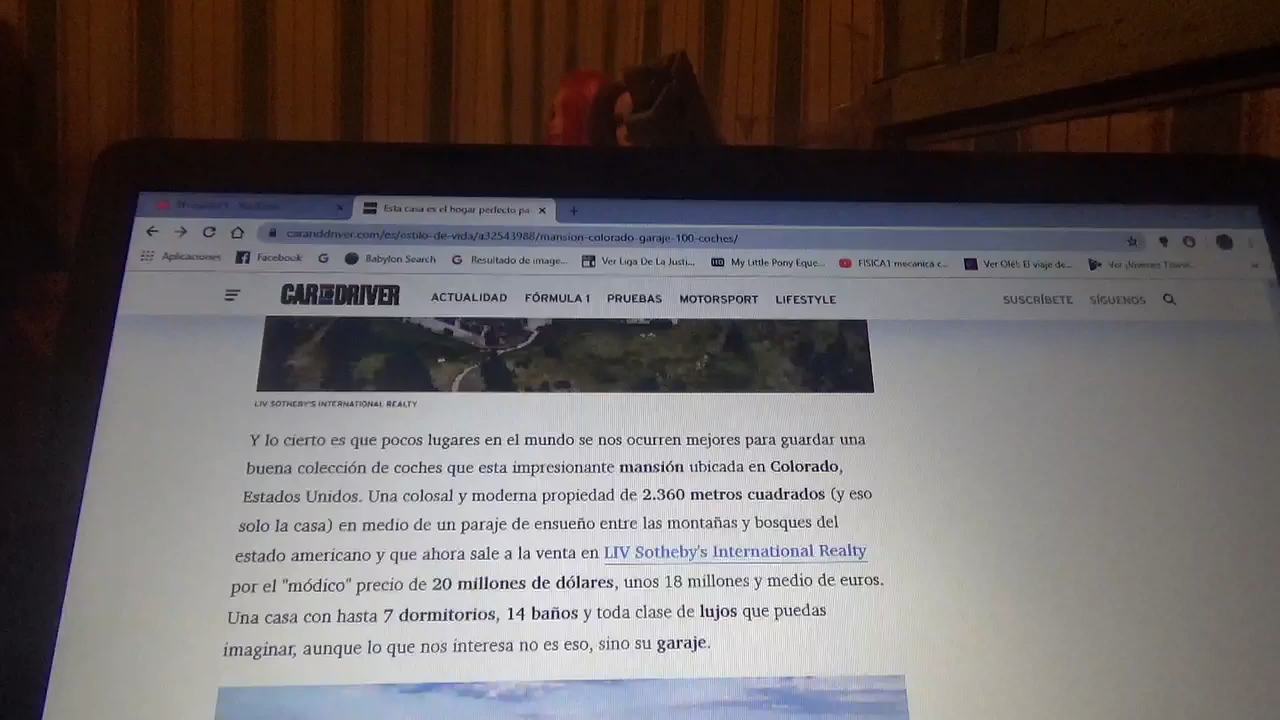 Esta casa es el hogar perfecto pa
caranddriver.com/es/estilo-de-vida/a32543988/mansion-colorado-garaje-100-coches/
Aplicaciones Facebook Babylon Search Resultado de image... Ver Liga De La Justi... My Little Pony Eque... FISICA1 mecanica c... Ver Olé!: El viaje de...
CAR AND DRIVER ACTUALIDAD FÓRMULA 1 PRUEBAS MOTORSPORT LIFESTYLE SUSCRÍBETE SÍGUENOS
LIV SOTHEBY'S INTERNATIONAL REALTY
Y lo cierto es que pocos lugares en el mundo se nos ocurren mejores para guardar una
buena colección de coches que esta impresionante mansión ubicada en Colorado,
Estados Unidos. Una colosal y moderna propiedad de 2.360 metros cuadrados (y eso
solo la casa) en medio de un paraje de ensueño entre las montañas y bosques del
estado americano y que ahora sale a la venta en LIV Sotheby's International Realty
por el "módico" precio de 20 millones de dólares, unos 18 millones y medio de euros.
Una casa con hasta 7 dormitorios, 14 baños y toda clase de lujos que puedas
imaginar, aunque lo que nos interesa no es eso, sino su garaje.